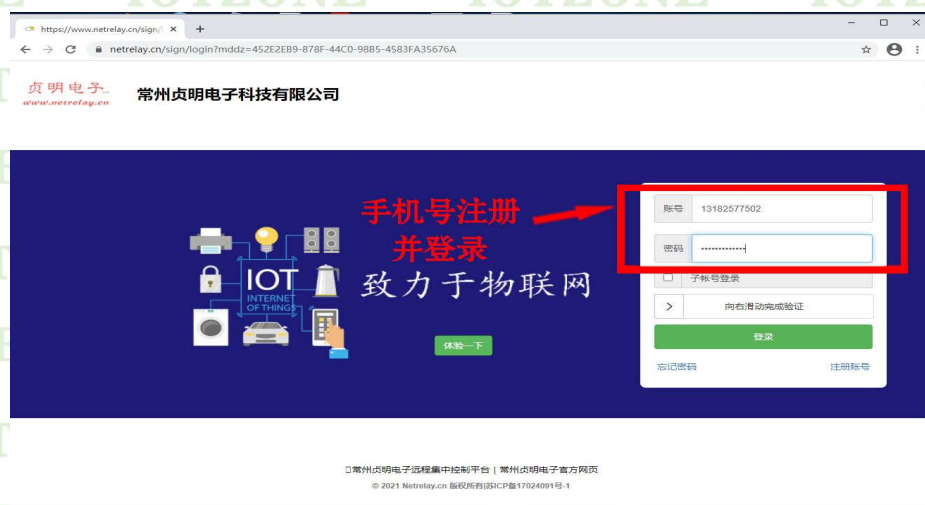 IOTZONE IOTZONE IOTZONE
https://www.netrelay.cn/sign/l
netrelay.cn/sign/login?mddz=452E2EB9-878F-44C0-98B5-4583FA35676A
贞明电子
www.netrelay.cn
常州贞明电子科技有限公司
手机号注册
并登录
IOT
INTERNET
OF THINGS
致力于物联网
体验一下
账号 13182577502
密码 ••••••••••••
子帐号登录
> 向右滑动完成验证
登录
忘记密码 注册账号
常州贞明电子远程集中控制平台 | 常州贞明电子官方网页
© 2021 Netrelay.cn 版权所有|苏ICP备17024091号-1